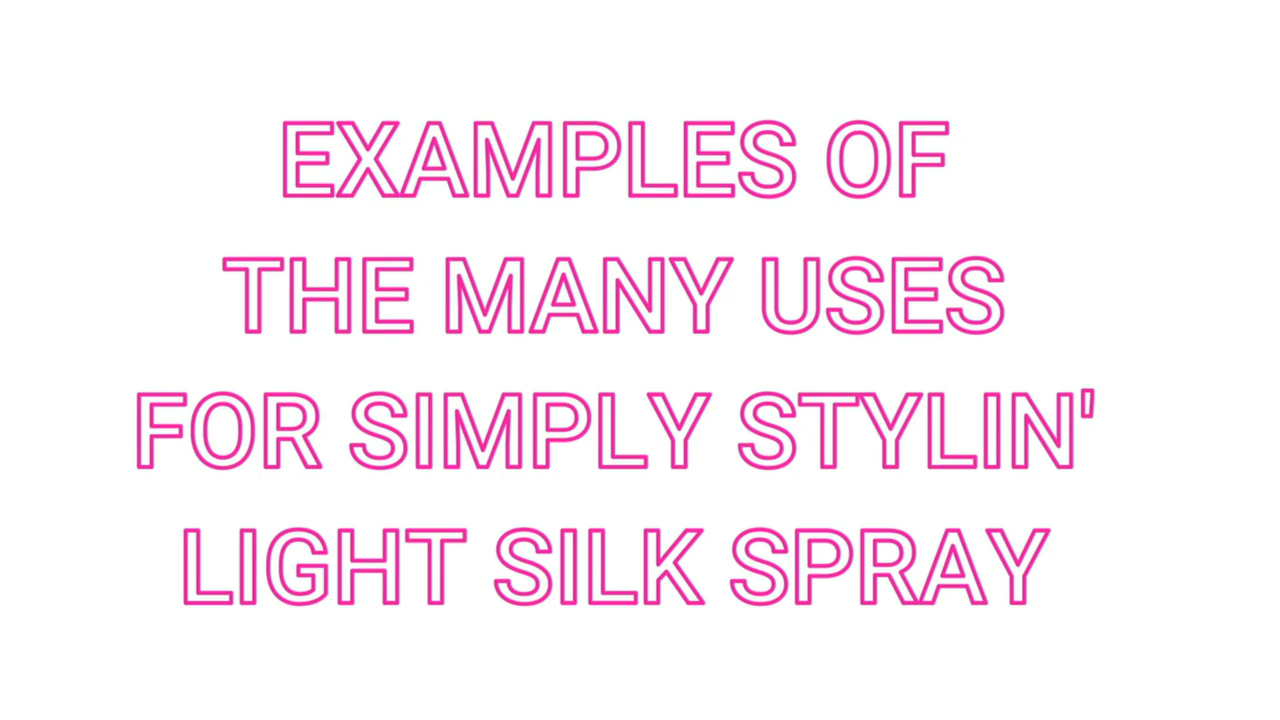 EXAMPLES OF
THE MANY USES
FOR SIMPLY STYLIN'
LIGHT SILK SPRAY